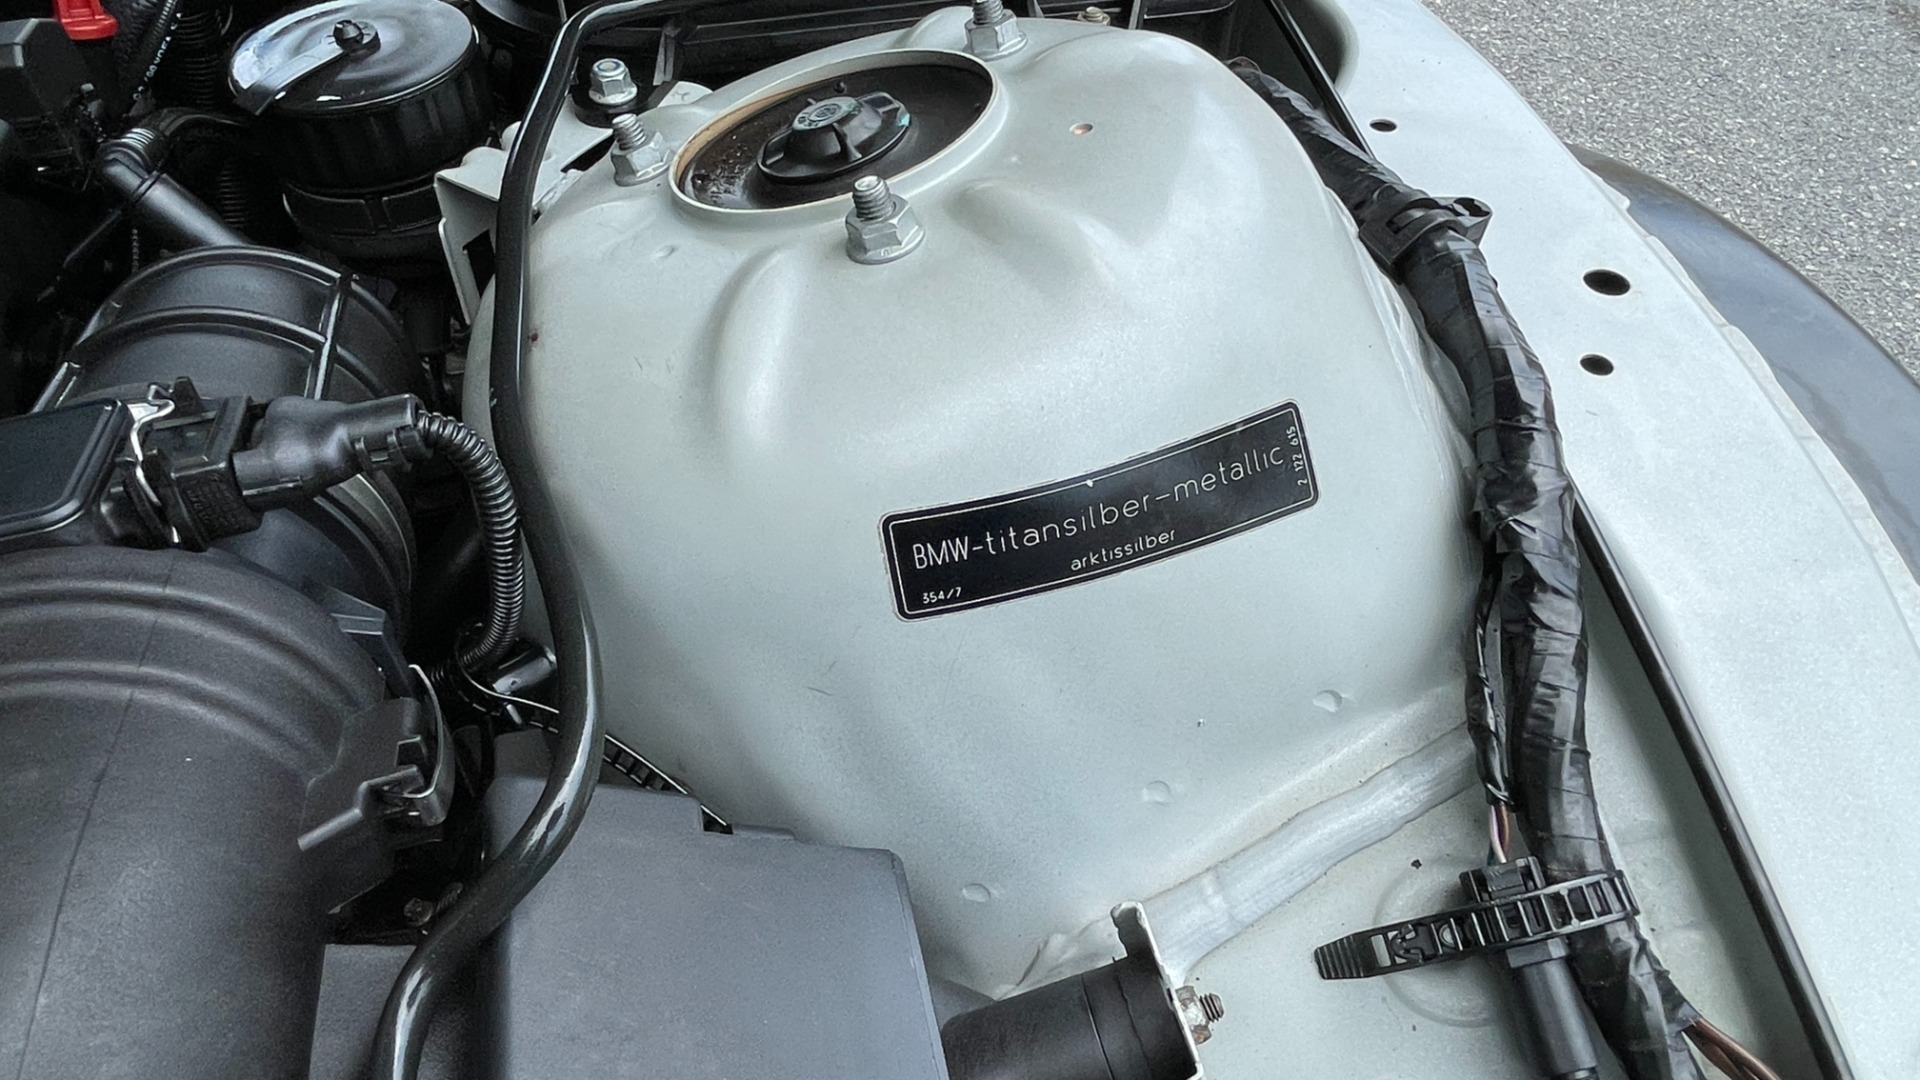 BMW-titansilber-metallic
arktissilber
354/7
2 122 615